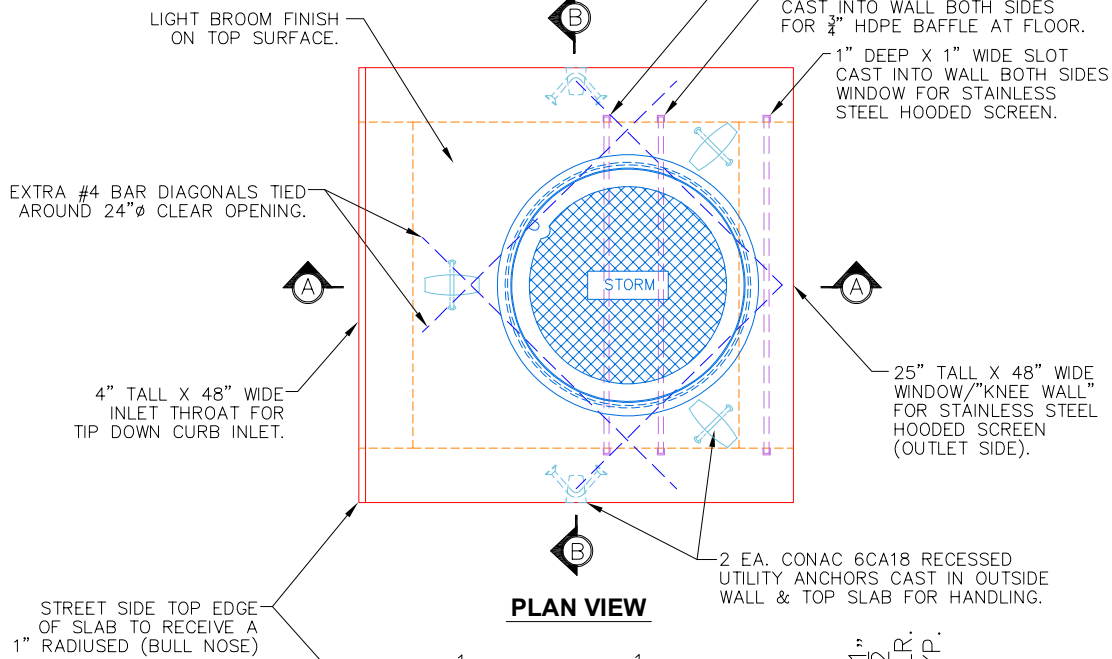 LIGHT BROOM FINISH
ON TOP SURFACE.
B
CAST INTO WALL BOTH SIDES
FOR 3/4" HDPE BAFFLE AT FLOOR.
1" DEEP X 1" WIDE SLOT
CAST INTO WALL BOTH SIDES
WINDOW FOR STAINLESS
STEEL HOODED SCREEN.
EXTRA #4 BAR DIAGONALS TIED
AROUND 24"ø CLEAR OPENING.
A
STORM
A
4" TALL X 48" WIDE
INLET THROAT FOR
TIP DOWN CURB INLET.
25" TALL X 48" WIDE
WINDOW/"KNEE WALL"
FOR STAINLESS STEEL
HOODED SCREEN
(OUTLET SIDE).
B
2 EA. CONAC 6CA18 RECESSED
UTILITY ANCHORS CAST IN OUTSIDE
WALL & TOP SLAB FOR HANDLING.
PLAN VIEW
STREET SIDE TOP EDGE
OF SLAB TO RECEIVE A
1" RADIUSED (BULL NOSE)
1
1
1"